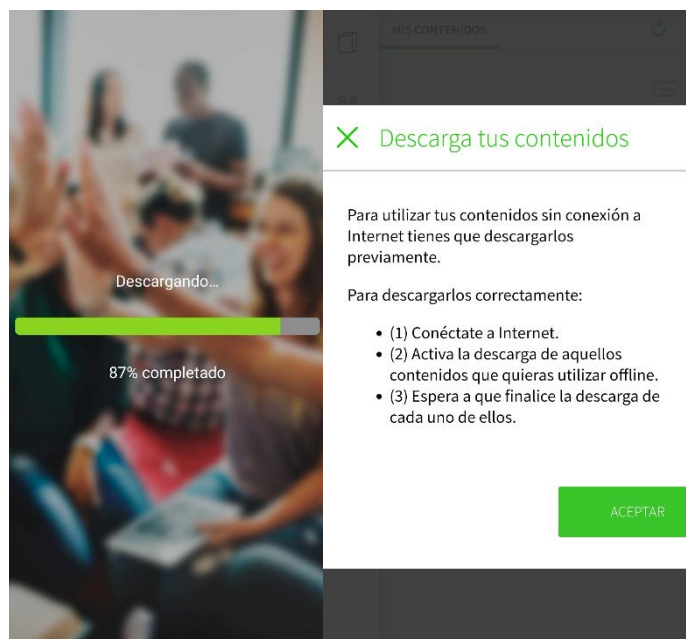 Descargando...
87% completado
MIS CONTENIDOS
Descarga tus contenidos
Para utilizar tus contenidos sin conexión a
Internet tienes que descargarlos
previamente.
Para descargarlos correctamente:
• (1) Conéctate a Internet.
• (2) Activa la descarga de aquellos
contenidos que quieras utilizar offline.
• (3) Espera a que finalice la descarga de
cada uno de ellos.
ACEPTAR